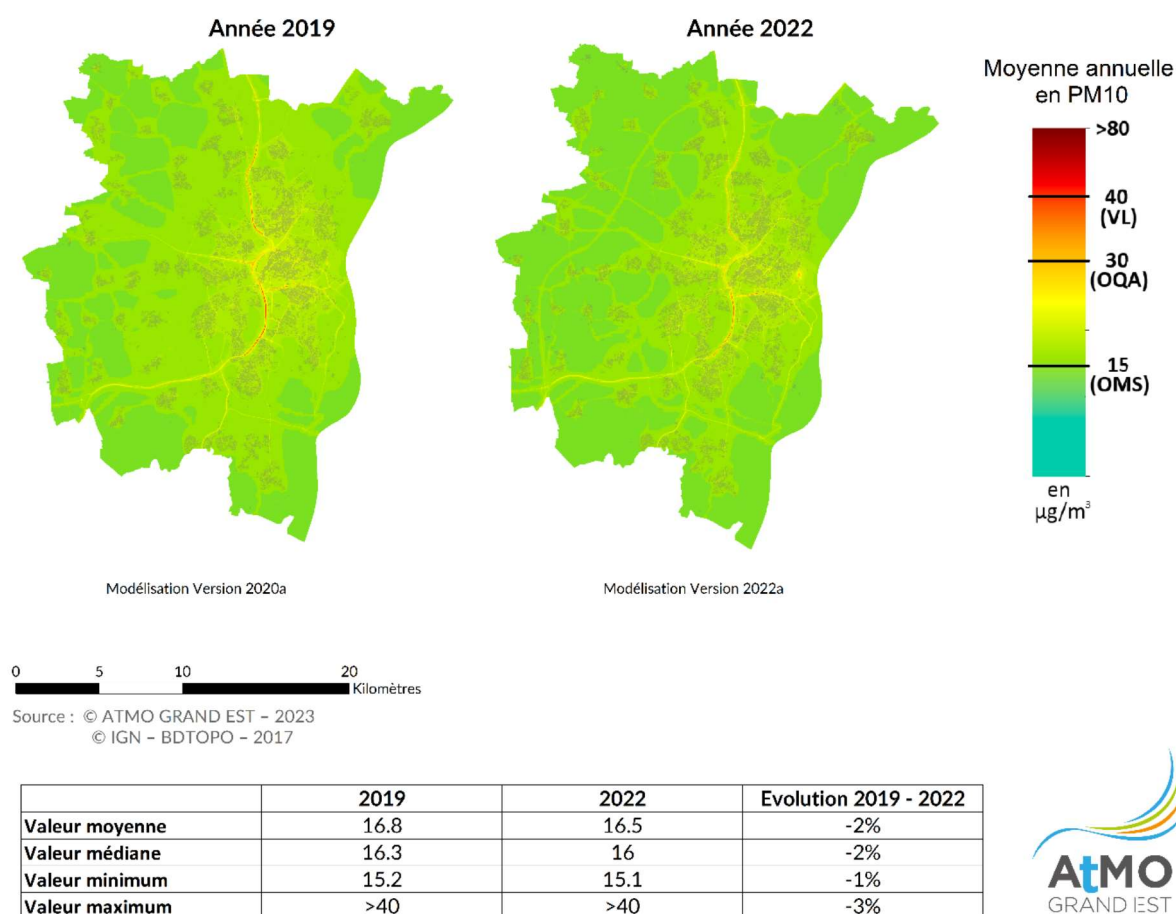 Année 2019
Année 2022
Moyenne annuelle
en PM10
>80
40
(VL)
30
(OQA)
15
(OMS)
en
µg/m³
Modélisation Version 2020a
Modélisation Version 2022a
0 5 10 20
Kilomètres
Source : © ATMO GRAND EST – 2023
© IGN – BDTOPO – 2017
2019 2022 Evolution 2019 - 2022
Valeur moyenne 16.8 16.5 -2%
Valeur médiane 16.3 16 -2%
Valeur minimum 15.2 15.1 -1%
Valeur maximum >40 >40 -3%
AtMO
GRAND EST